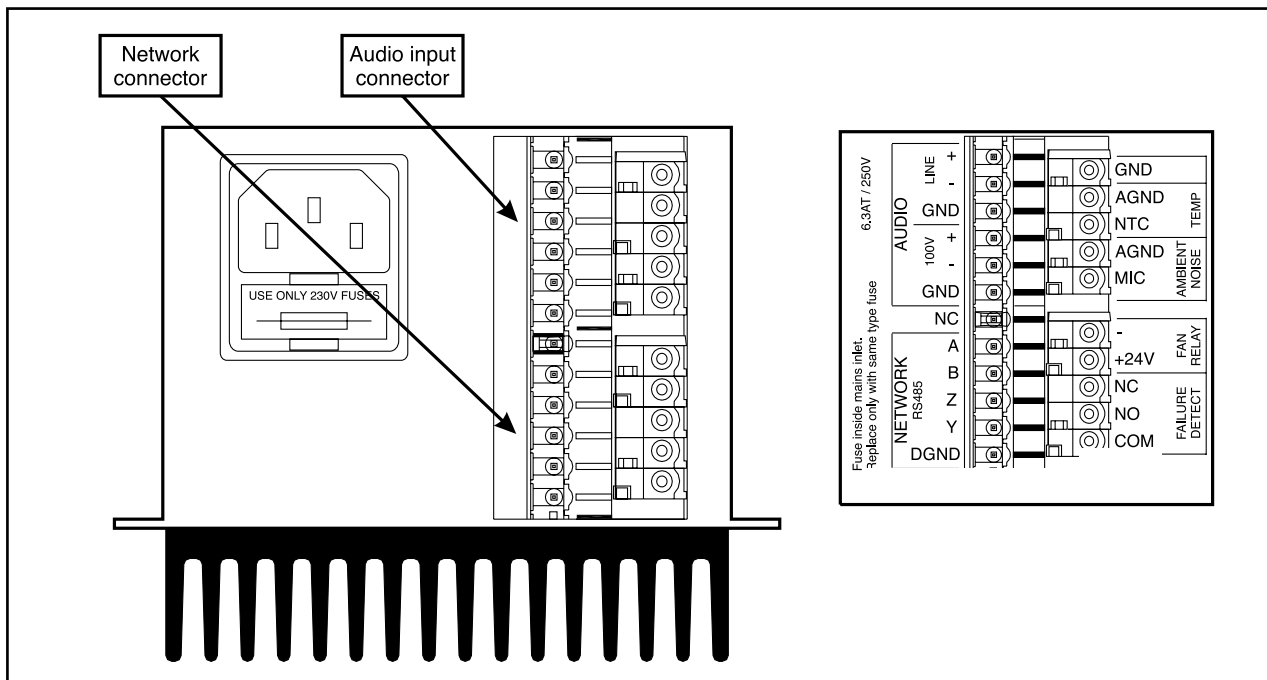 Network
connector
Audio input
connector
USE ONLY 230V FUSES
6.3AT / 250V
Fuse inside mains inlet.
Replace only with same type fuse
AUDIO
LINE
+
-
GND
100V
+
-
GND
NC
NETWORK
RS485
A
B
Z
Y
DGND
GND
AGND
NTC
TEMP
AGND
MIC
AMBIENT
NOISE
-
+24V
FAN
RELAY
NC
NO
COM
FAILURE
DETECT